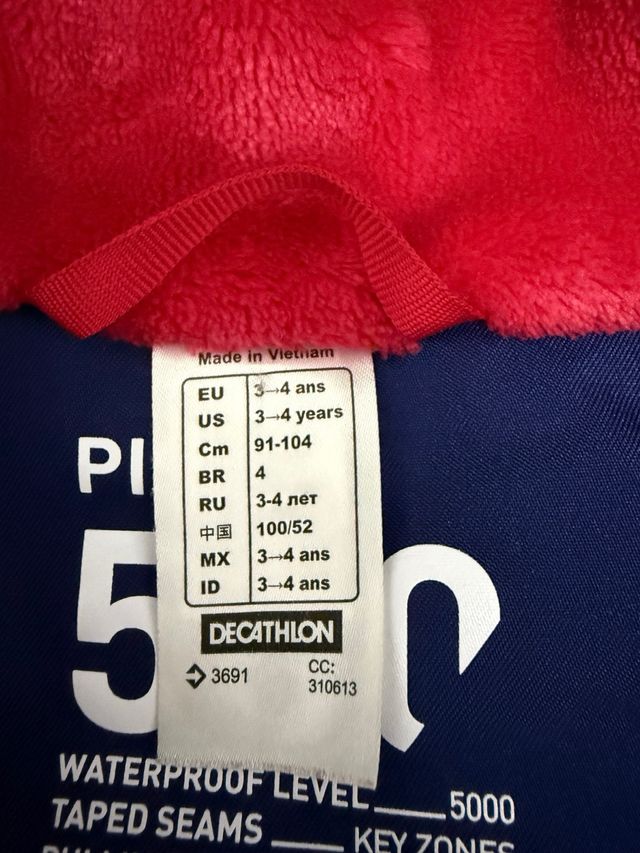 Made in Vietnam
EU 3→4 ans
US 3→4 years
Cm 91-104
BR 4
RU 3-4 лет
中国 100/52
MX 3→4 ans
ID 3→4 ans
DECATHLON
3691 CC:
310613
WATERPROOF LEVEL 5000
TAPED SEAMS KEY ZONES